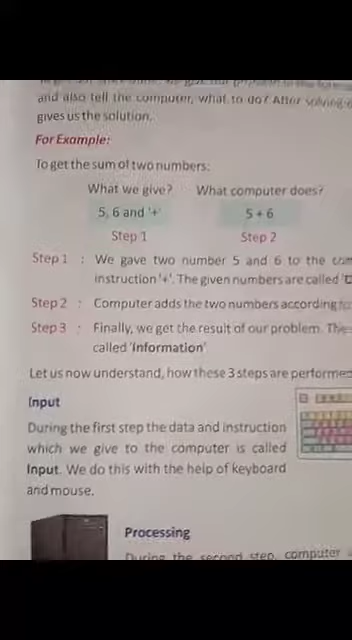 and also tell the computer, what to do? After solving
gives us the solution.
For Example:
To get the sum of two numbers:
What we give? What computer does?
5, 6 and '+' 5 + 6
Step 1 Step 2
Step 1 : We gave two number 5 and 6 to the
instruction '+'. The given numbers are called
Step 2 : Computer adds the two numbers according
Step 3 : Finally, we get the result of our problem.
called 'Information'
Let us now understand, how these 3 steps are performed
Input
During the first step the data and instruction
which we give to the computer is called
Input. We do this with the help of keyboard
and mouse.
Processing
During the second step, computer